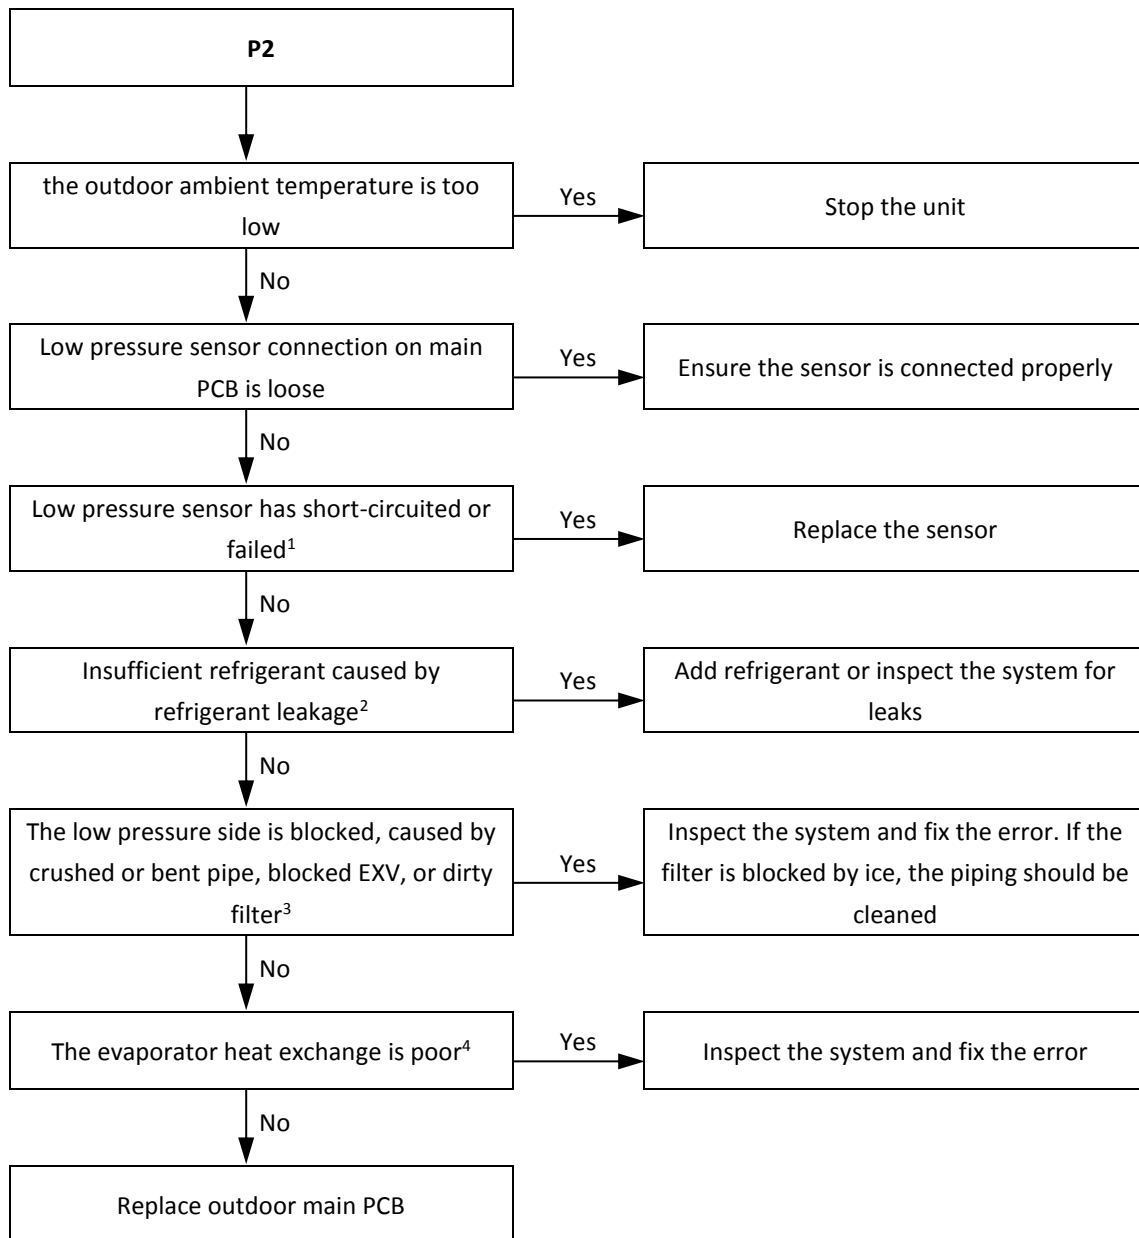 P2
the outdoor ambient temperature is too
low
Yes
Stop the unit
No
Low pressure sensor connection on main
PCB is loose
Yes
Ensure the sensor is connected properly
No
Low pressure sensor has short-circuited or
failed¹
Yes
Replace the sensor
No
Insufficient refrigerant caused by
refrigerant leakage²
Yes
Add refrigerant or inspect the system for
leaks
No
The low pressure side is blocked, caused by
crushed or bent pipe, blocked EXV, or dirty
filter³
Yes
Inspect the system and fix the error. If the
filter is blocked by ice, the piping should be
cleaned
No
The evaporator heat exchange is poor⁴
Yes
Inspect the system and fix the error
No
Replace outdoor main PCB